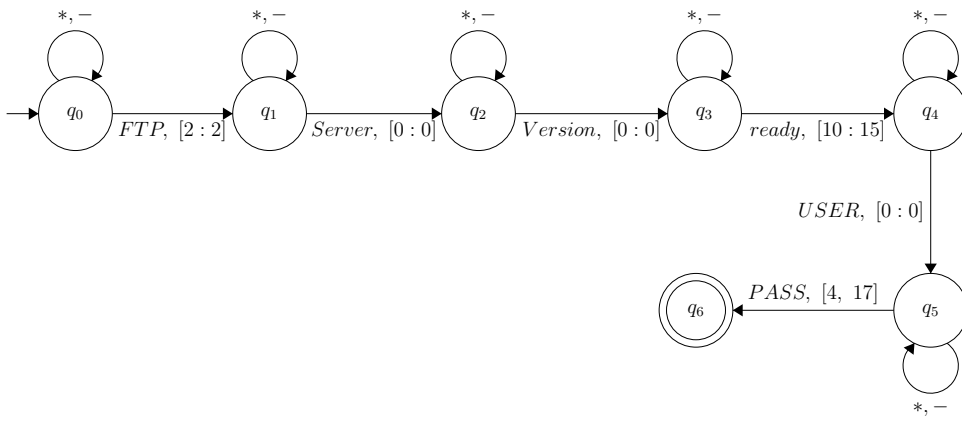 *, − *, − *, − *, − *, −
q₀ q₁ q₂ q₃ q₄
FTP, [2 : 2] Server, [0 : 0] Version, [0 : 0] ready, [10 : 15]
USER, [0 : 0]
PASS, [4, 17]
q₆ q₅
*, −